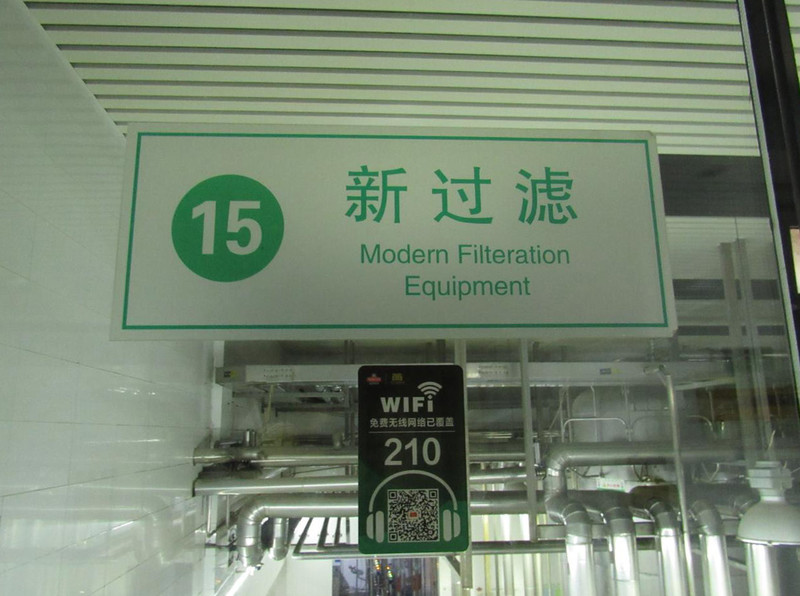 15
新过滤
Modern Filteration
Equipment
WIFi
免费无线网络已覆盖
210